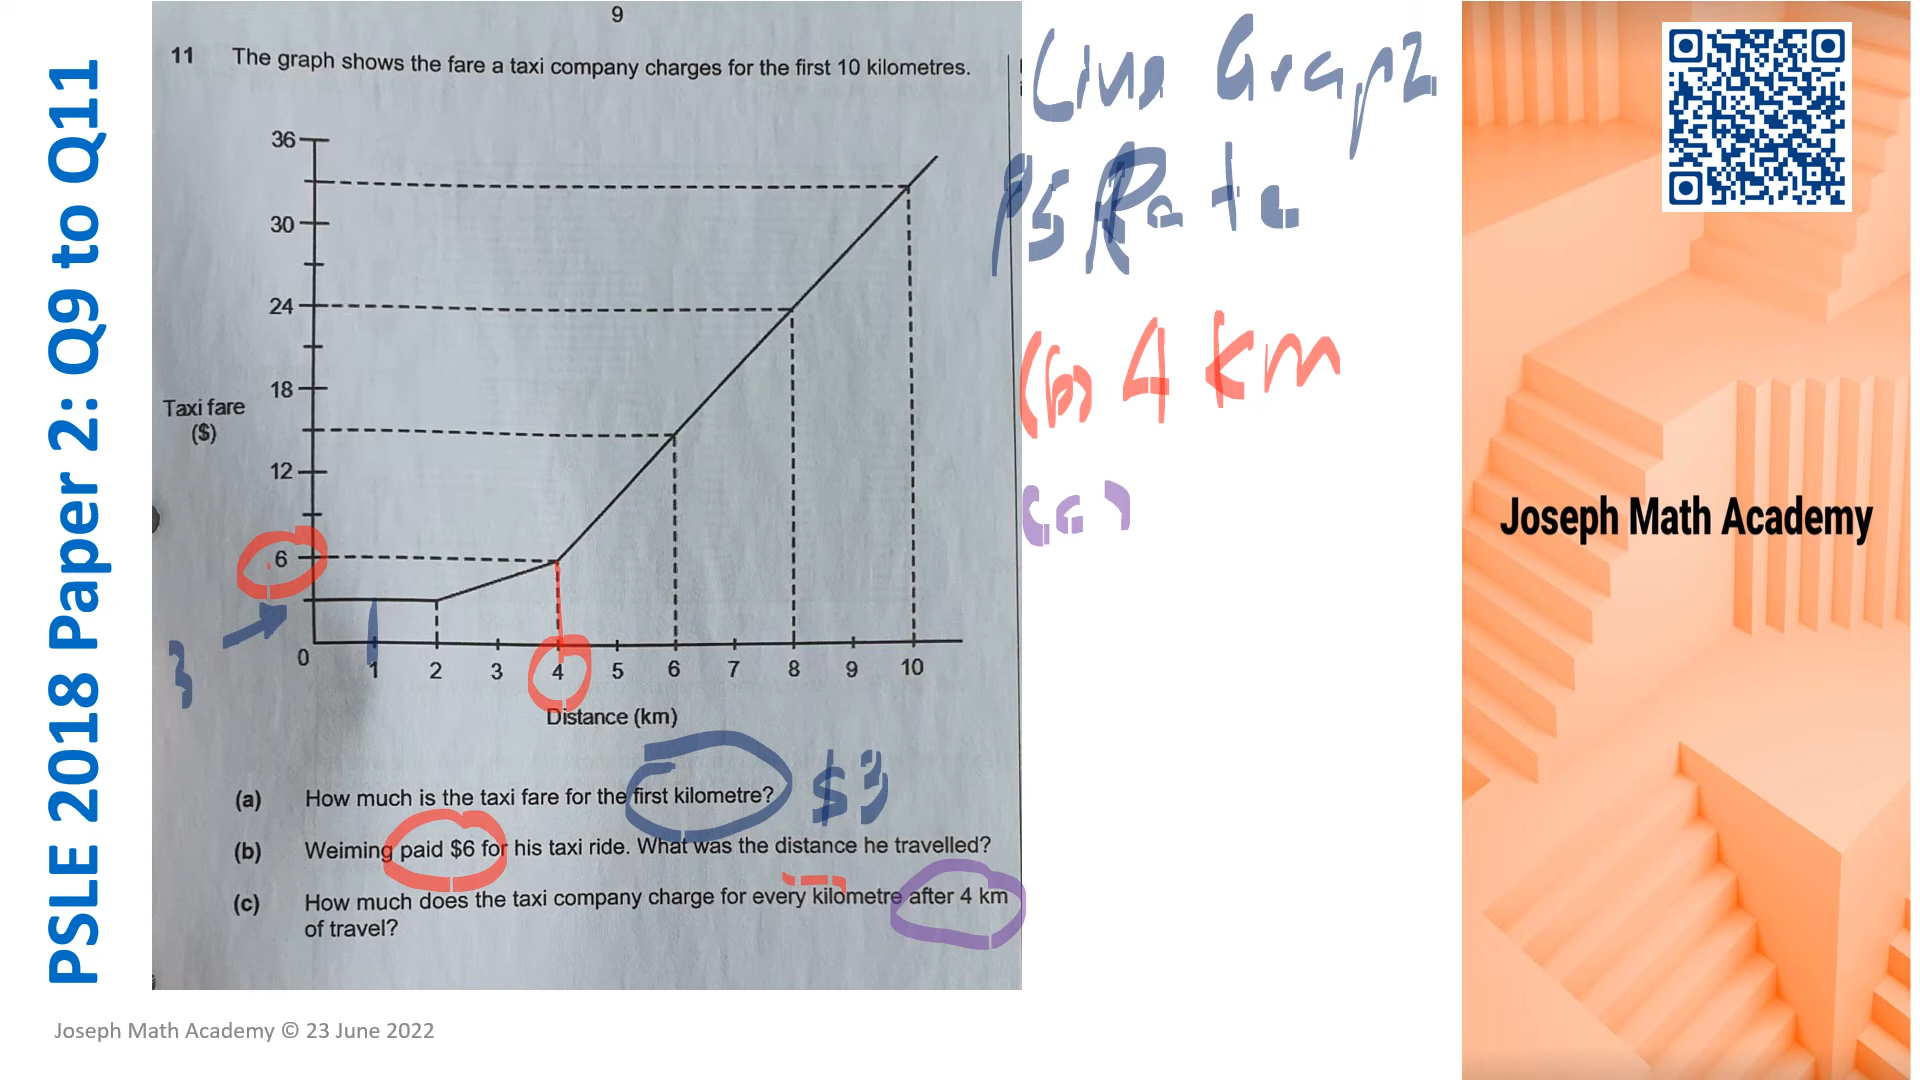 PSLE 2018 Paper 2: Q9 to Q11
9
11 The graph shows the fare a taxi company charges for the first 10 kilometres.
36
30
24
18
Taxi fare
($)
12
6
3
0 1 2 3 4 5 6 7 8 9 10
Distance (km)
(a) How much is the taxi fare for the first kilometre? $3
(b) Weiming paid $6 for his taxi ride. What was the distance he travelled?
(c) How much does the taxi company charge for every kilometre after 4 km
of travel?
Line Graph
P5 Rate
(b) 4 km
Joseph Math Academy
Joseph Math Academy © 23 June 2022